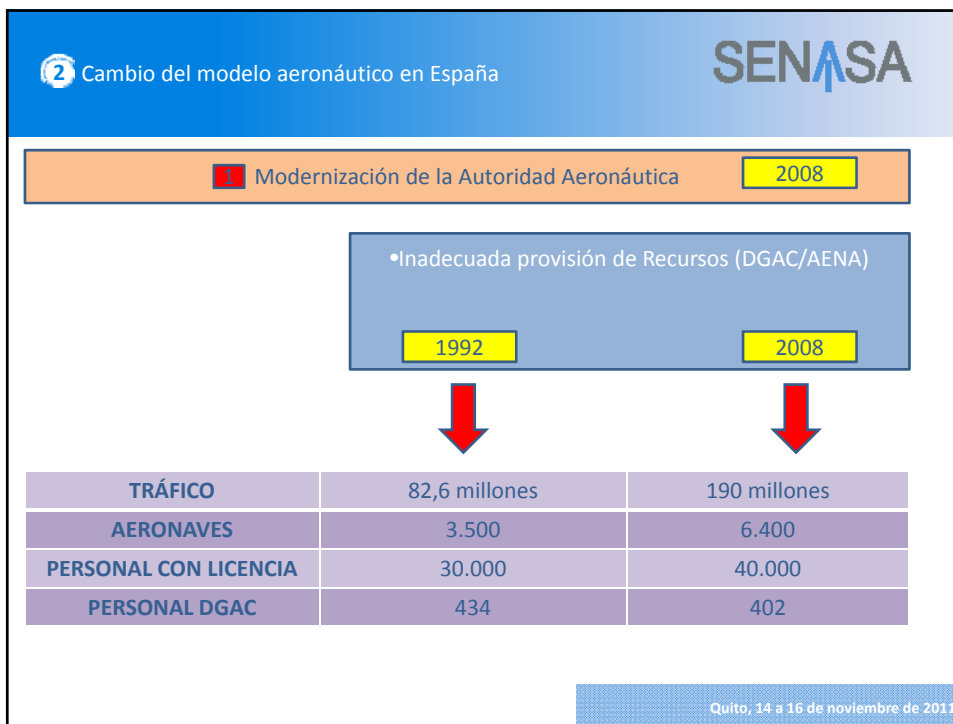 2 Cambio del modelo aeronáutico en España
SENASA
1 Modernización de la Autoridad Aeronáutica 2008
•Inadecuada provisión de Recursos (DGAC/AENA)
1992 2008
TRÁFICO 82,6 millones 190 millones
AERONAVES 3.500 6.400
PERSONAL CON LICENCIA 30.000 40.000
PERSONAL DGAC 434 402
Quito, 14 a 16 de noviembre de 2011